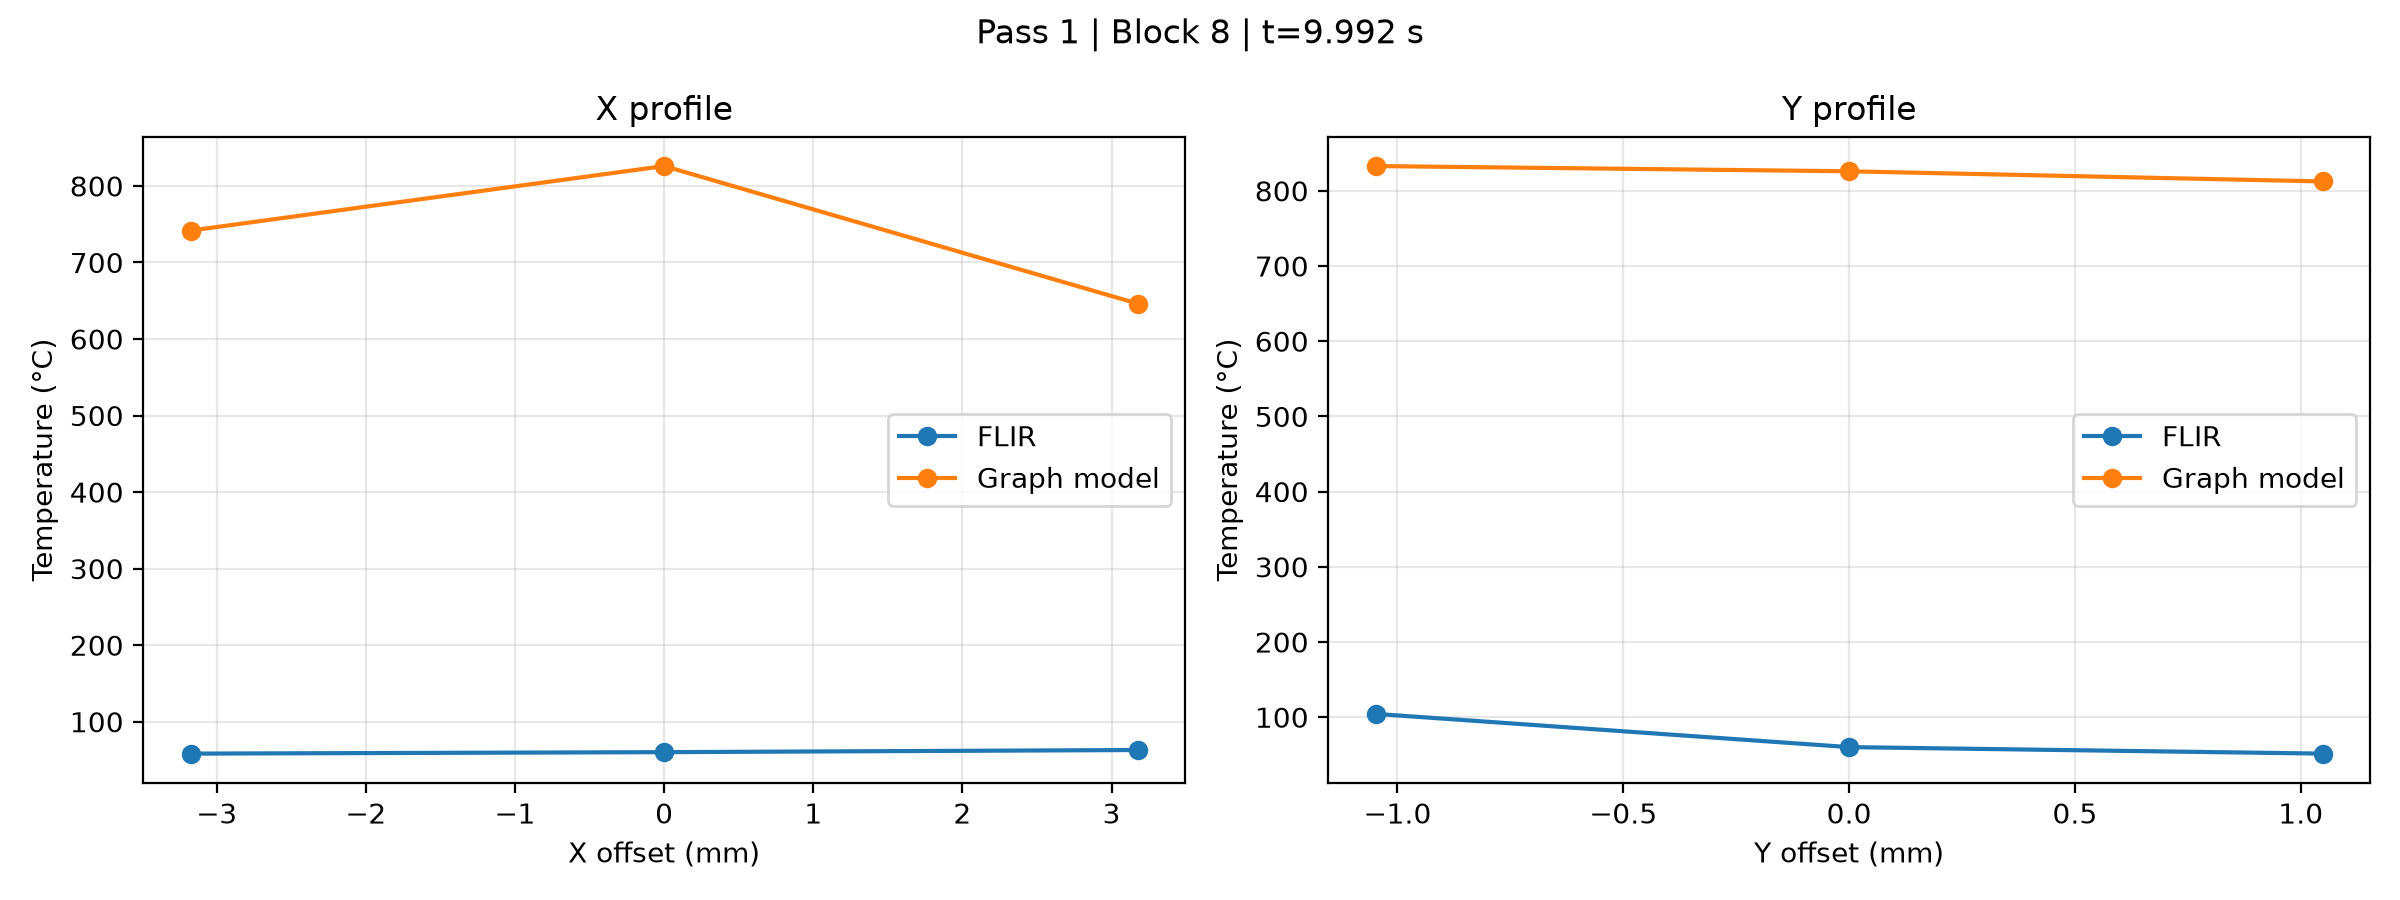 Pass 1 | Block 8 | t=9.992 s
X profile
Temperature (°C)
800
700
600
500
400
300
200
100
−3
−2
−1
0
1
2
3
X offset (mm)
FLIR
Graph model
Y profile
Temperature (°C)
800
700
600
500
400
300
200
100
−1.0
−0.5
0.0
0.5
1.0
Y offset (mm)
FLIR
Graph model